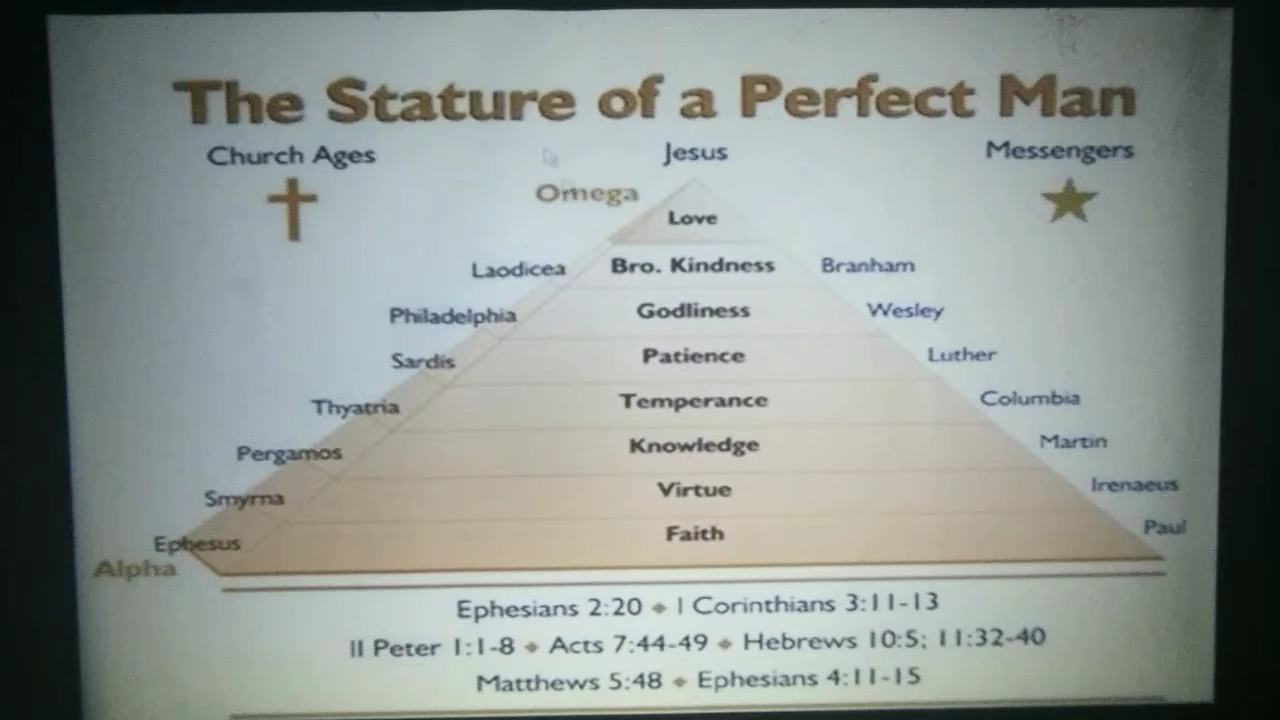 The Stature of a Perfect Man
Church Ages Jesus Messengers
Omega
Love
Laodicea Bro. Kindness Branham
Philadelphia Godliness Wesley
Sardis Patience Luther
Thyatria Temperance Columbia
Pergamos Knowledge Martin
Smyrna Virtue Irenaeus
Ephesus Faith Paul
Alpha
Ephesians 2:20 ◆ I Corinthians 3:11-13
II Peter 1:1-8 ◆ Acts 7:44-49 ◆ Hebrews 10:5; 11:32-40
Matthews 5:48 ◆ Ephesians 4:11-15